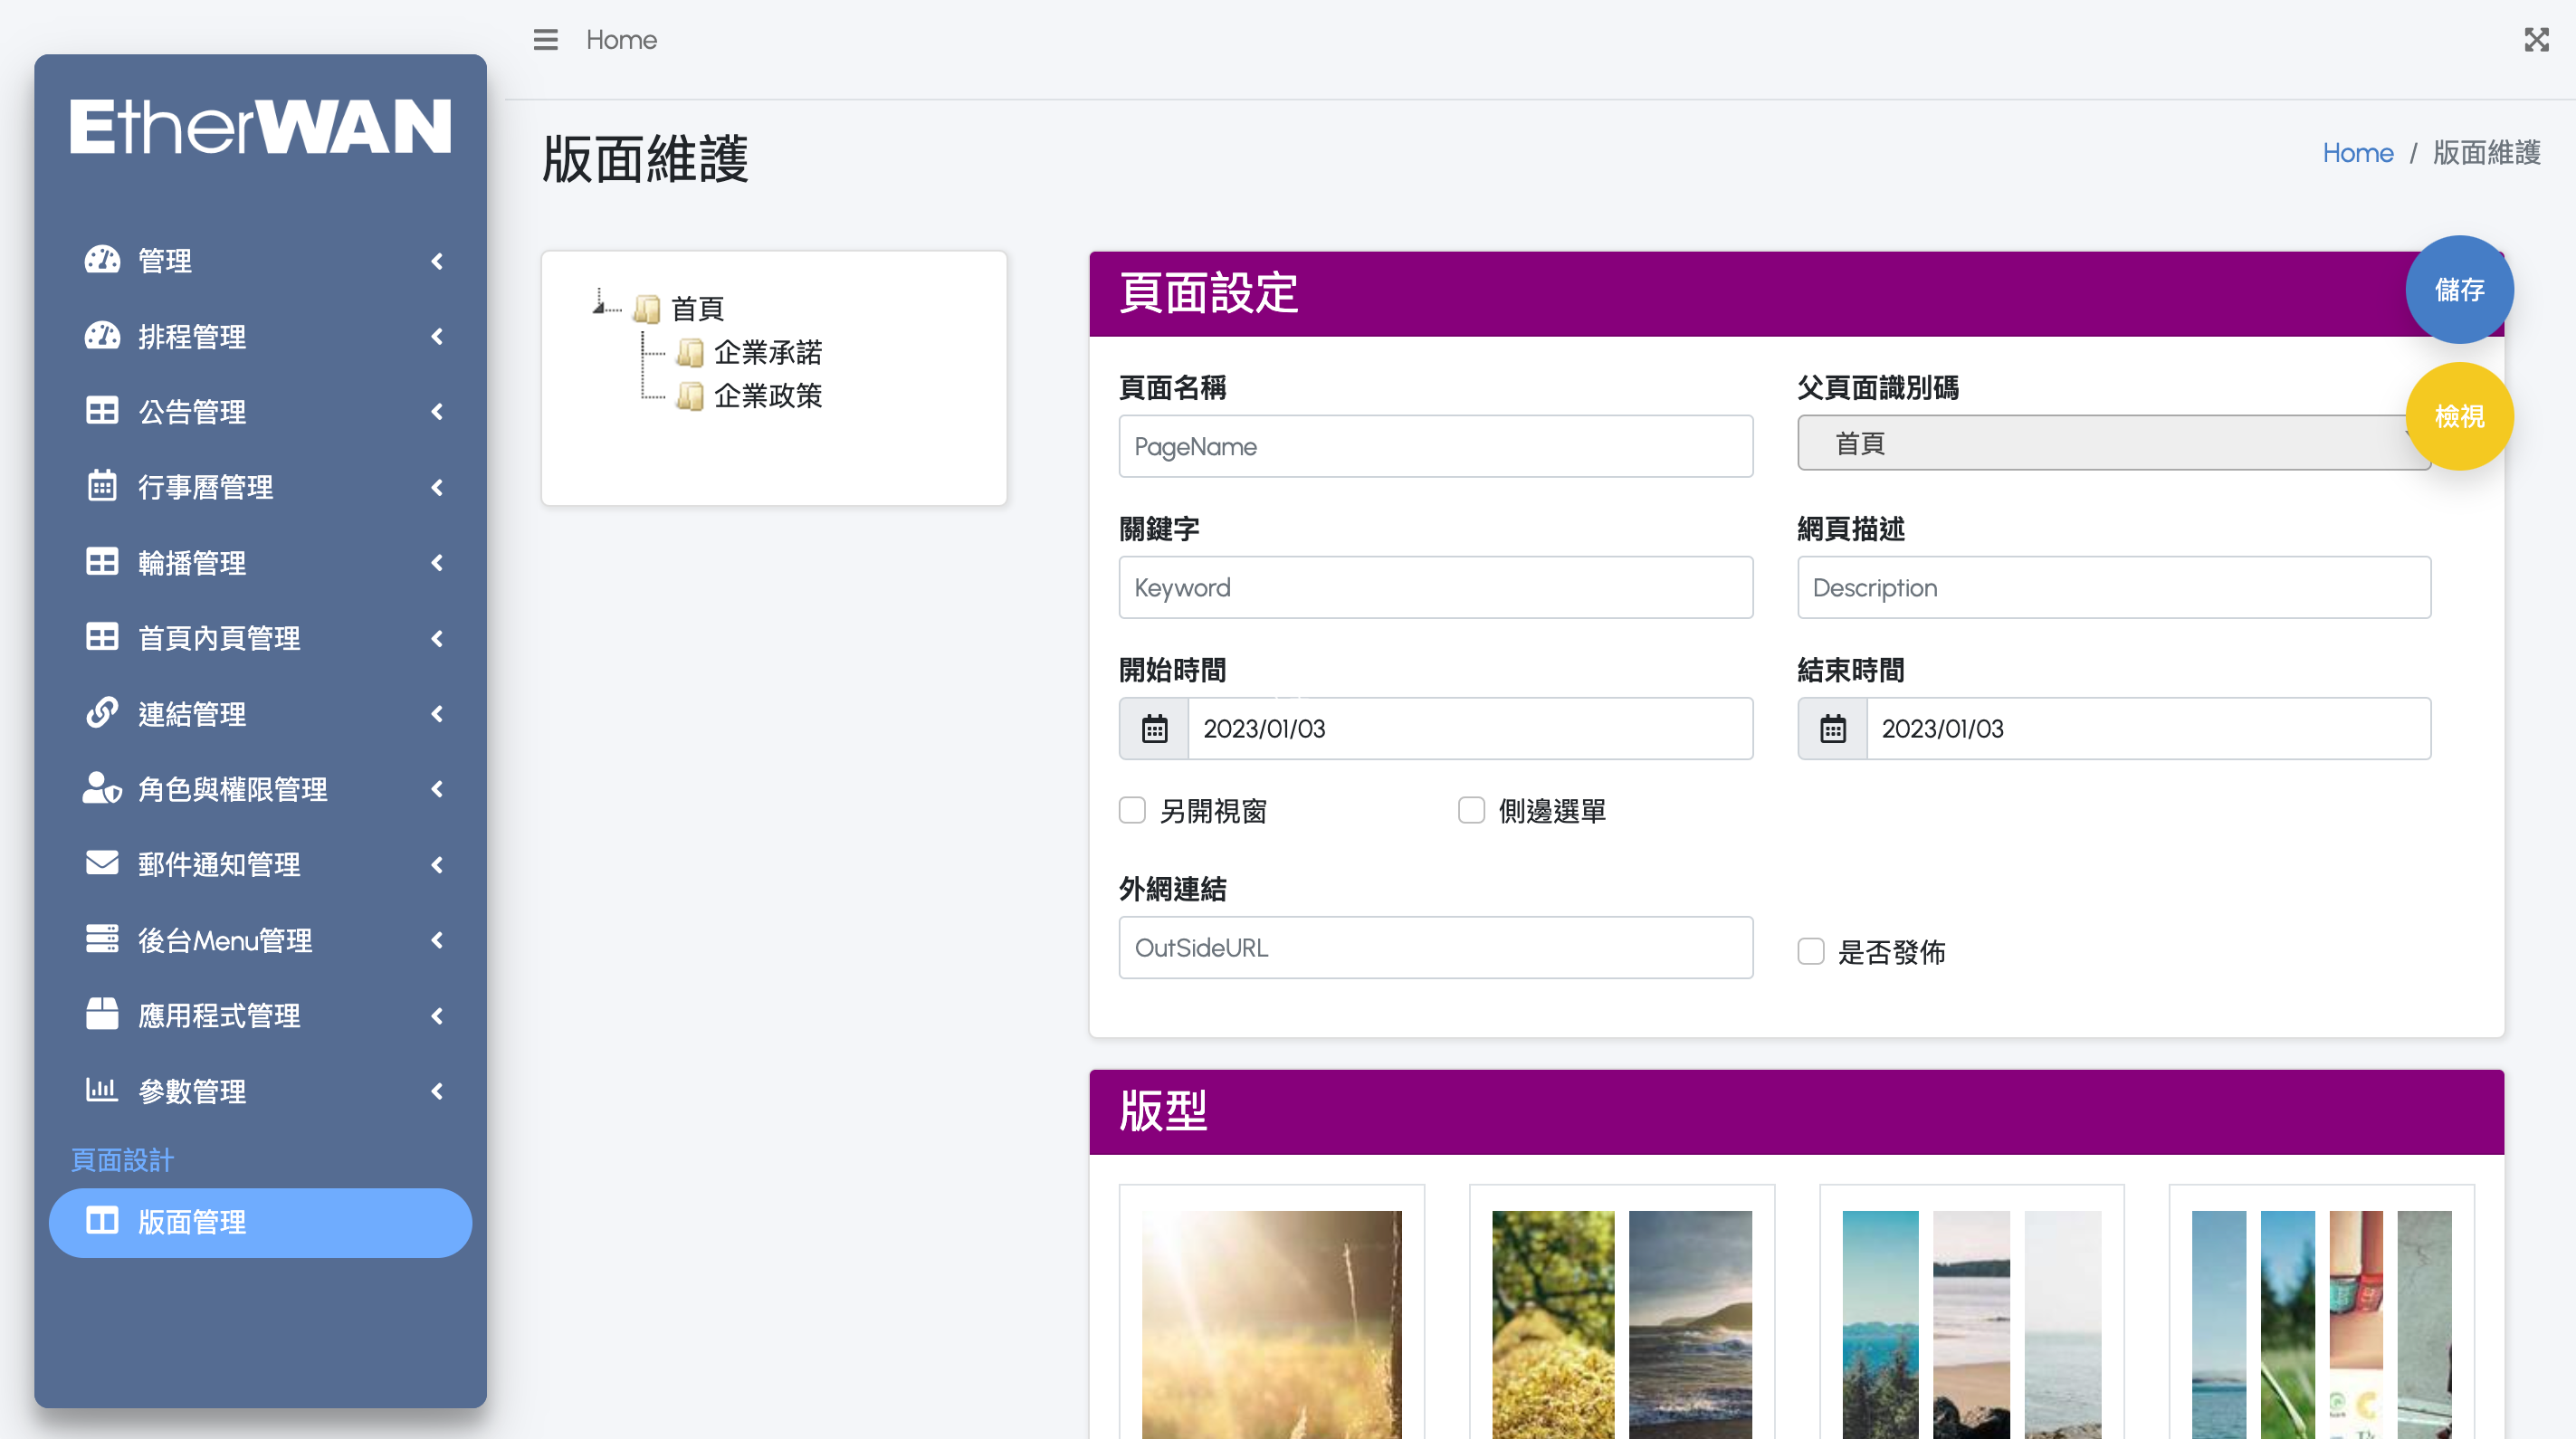 Home
EtherWAN
管理
排程管理
公告管理
行事曆管理
輪播管理
首頁內頁管理
連結管理
角色與權限管理
郵件通知管理
後台Menu管理
應用程式管理
參數管理
頁面設計
版面管理
版面維護
Home / 版面維護
首頁
企業承諾
企業政策
頁面設定
儲存
檢視
頁面名稱
PageName
父頁面識別碼
首頁
關鍵字
Keyword
網頁描述
Description
開始時間
2023/01/03
結束時間
2023/01/03
另開視窗
側邊選單
外網連結
OutSideURL
是否發佈
版型